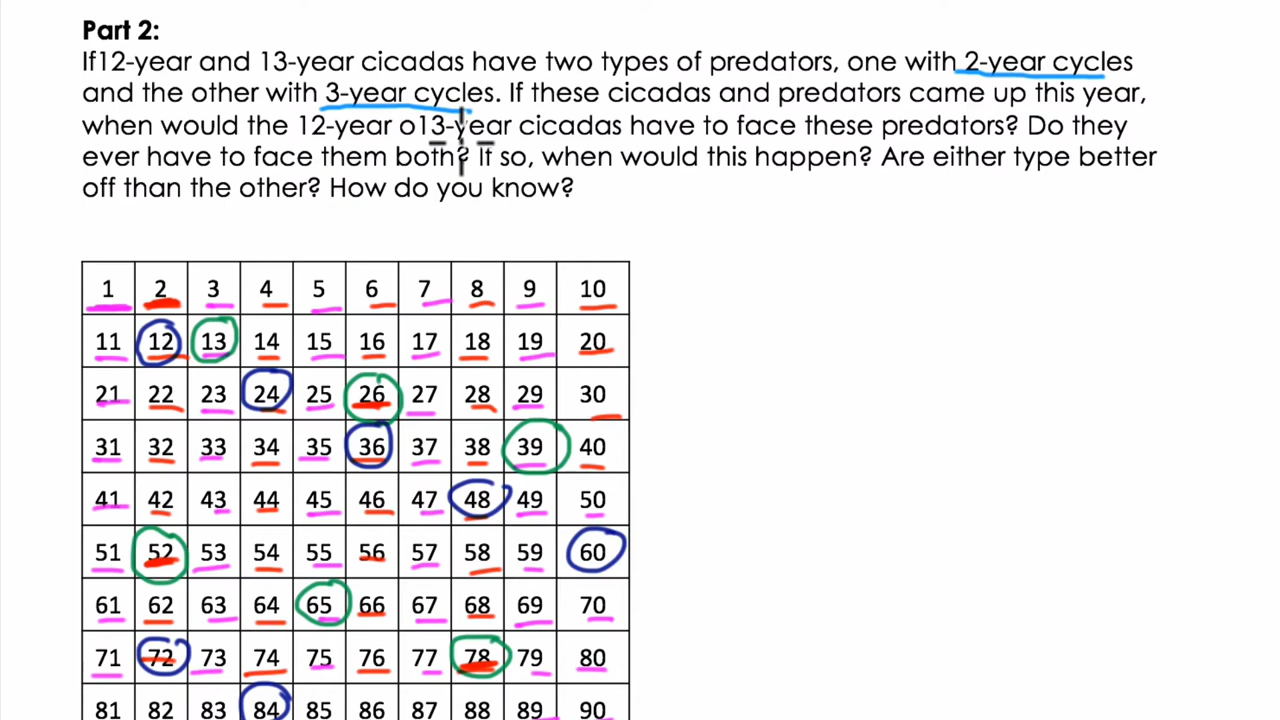 Part 2:
If12-year and 13-year cicadas have two types of predators, one with 2-year cycles
and the other with 3-year cycles. If these cicadas and predators came up this year,
when would the 12-year o13-year cicadas have to face these predators? Do they
ever have to face them both? If so, when would this happen? Are either type better
off than the other? How do you know?
1 2 3 4 5 6 7 8 9 10
11 12 13 14 15 16 17 18 19 20
21 22 23 24 25 26 27 28 29 30
31 32 33 34 35 36 37 38 39 40
41 42 43 44 45 46 47 48 49 50
51 52 53 54 55 56 57 58 59 60
61 62 63 64 65 66 67 68 69 70
71 72 73 74 75 76 77 78 79 80
81 82 83 84 85 86 87 88 89 90